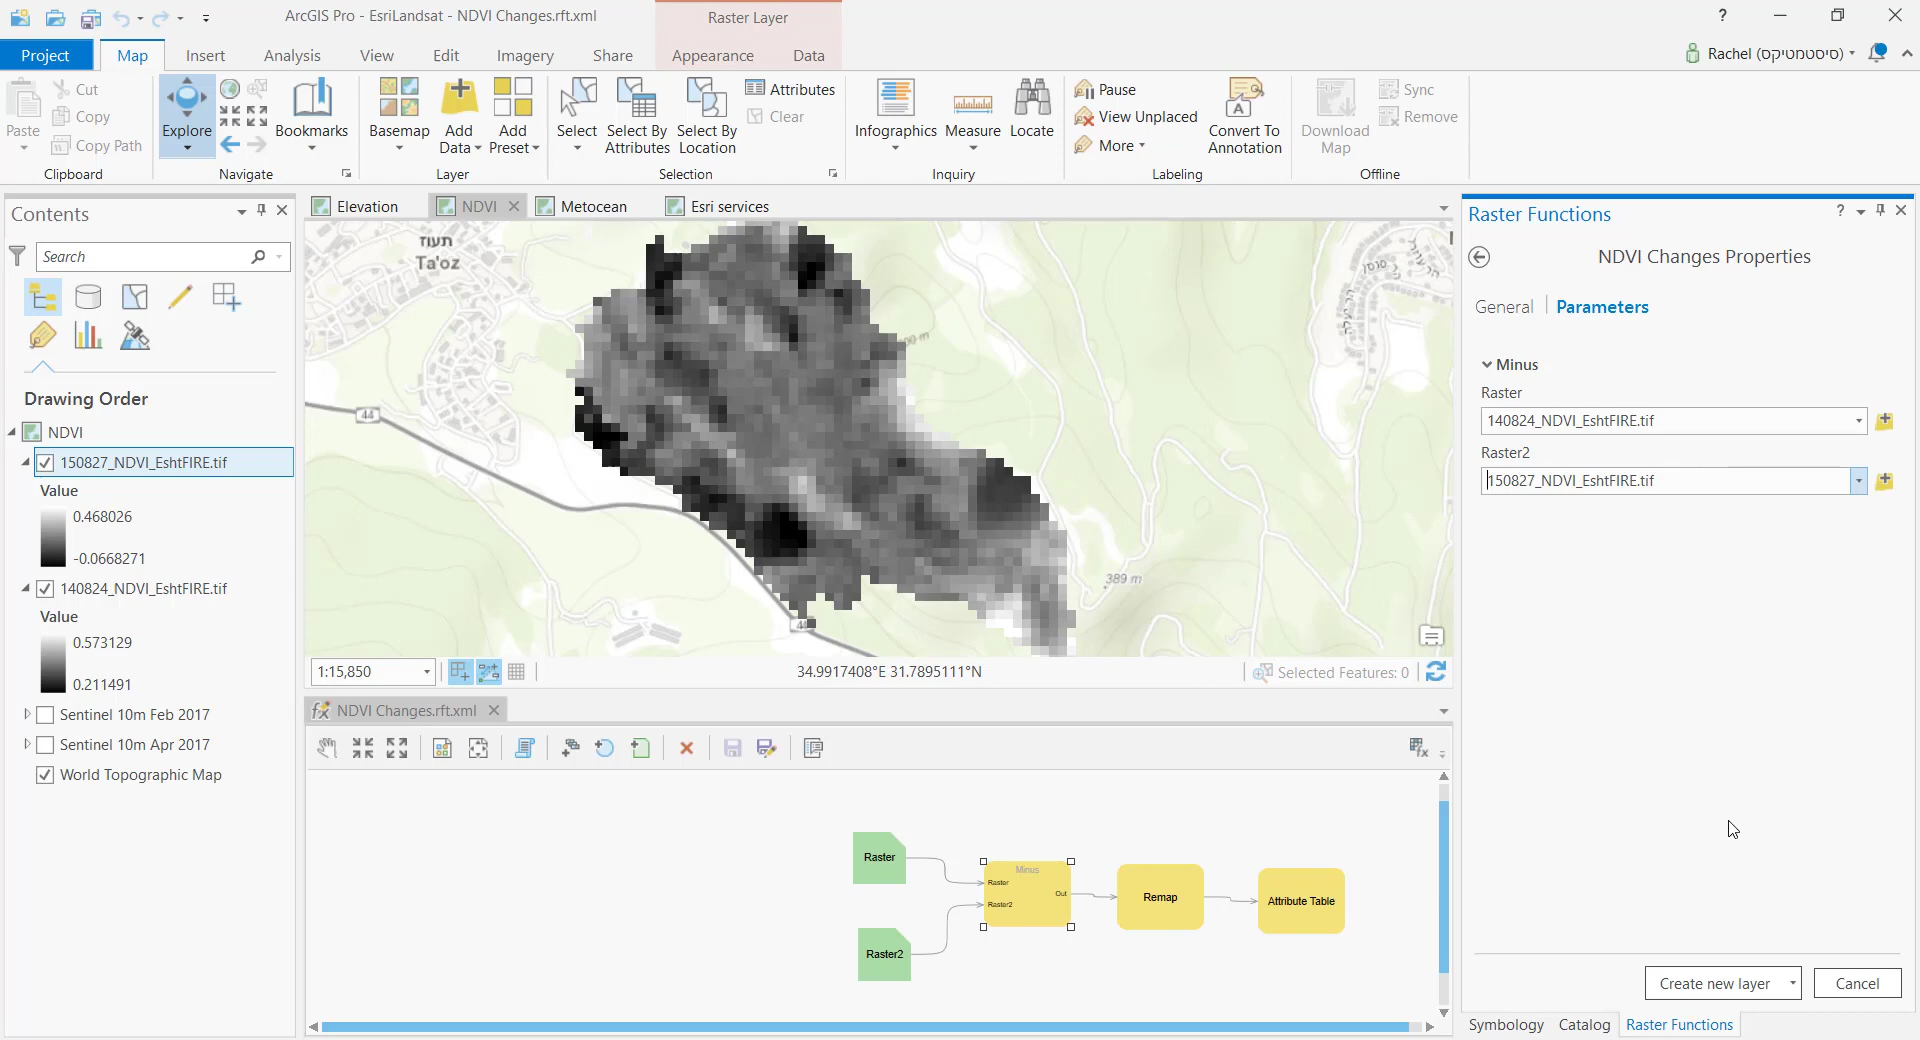 ArcGIS Pro - EsriLandsat - NDVI Changes.rft.xml
Raster Layer
?
Project
Map
Insert
Analysis
View
Edit
Imagery
Share
Appearance
Data
Rachel (סיסטמטיקס)
Paste
Cut
Copy
Copy Path
Clipboard
Explore
Bookmarks
Navigate
Basemap
Add
Data
Add
Preset
Layer
Select
Select By
Attributes
Select By
Location
Attributes
Clear
Selection
Infographics
Measure
Locate
Inquiry
Pause
View Unplaced
More
Convert To
Annotation
Labeling
Download
Map
Sync
Remove
Offline
Contents
Search
Drawing Order
NDVI
150827_NDVI_EshtFIRE.tif
Value
0.468026
-0.0668271
140824_NDVI_EshtFIRE.tif
Value
0.573129
0.211491
Sentinel 10m Feb 2017
Sentinel 10m Apr 2017
World Topographic Map
Elevation
NDVI
Metocean
Esri services
תעוז
Ta'oz
44
389 m
1:15,850
34.9917408°E 31.7895111°N
Selected Features: 0
NDVI Changes.rft.xml
Raster
Raster2
Minus
Raster
Raster2
Out
Remap
Attribute Table
Raster Functions
?
NDVI Changes Properties
General
Parameters
Minus
Raster
140824_NDVI_EshtFIRE.tif
Raster2
150827_NDVI_EshtFIRE.tif
Create new layer
Cancel
Symbology
Catalog
Raster Functions